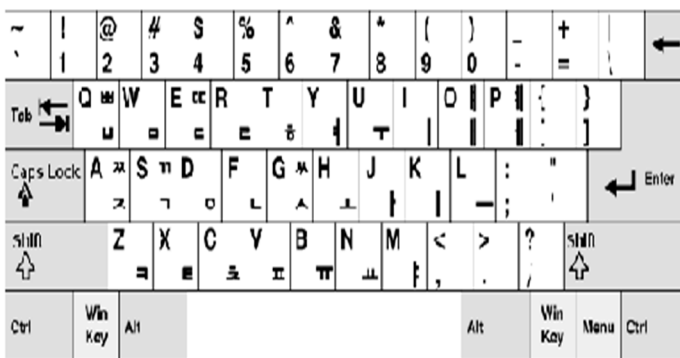 ~ ! @ # $ % ^ & * ( ) _ + |
` 1 2 3 4 5 6 7 8 9 0 - = \
Tab Q ㅃ W E ㄸ R T Y U I O ㅒ P ㅖ { }
ㅂ ㅁ ㄷ ㄹ ㅎ ㅕ ㅜ ㅐ ㅔ ]
Caps Lock A ㅉ S ㄲ D F G ㅆ H J K L : " Enter
ㅈ ㄱ ㅇ ㄴ ㅅ ㅗ ㅏ ㅣ ㅡ ; '
Shift Z X C V B N M < > ? Shift
ㅋ ㅌ ㅊ ㅍ ㅠ ㅛ ㅑ , . /
Ctrl Win Key Alt Alt Win Key Menu Ctrl